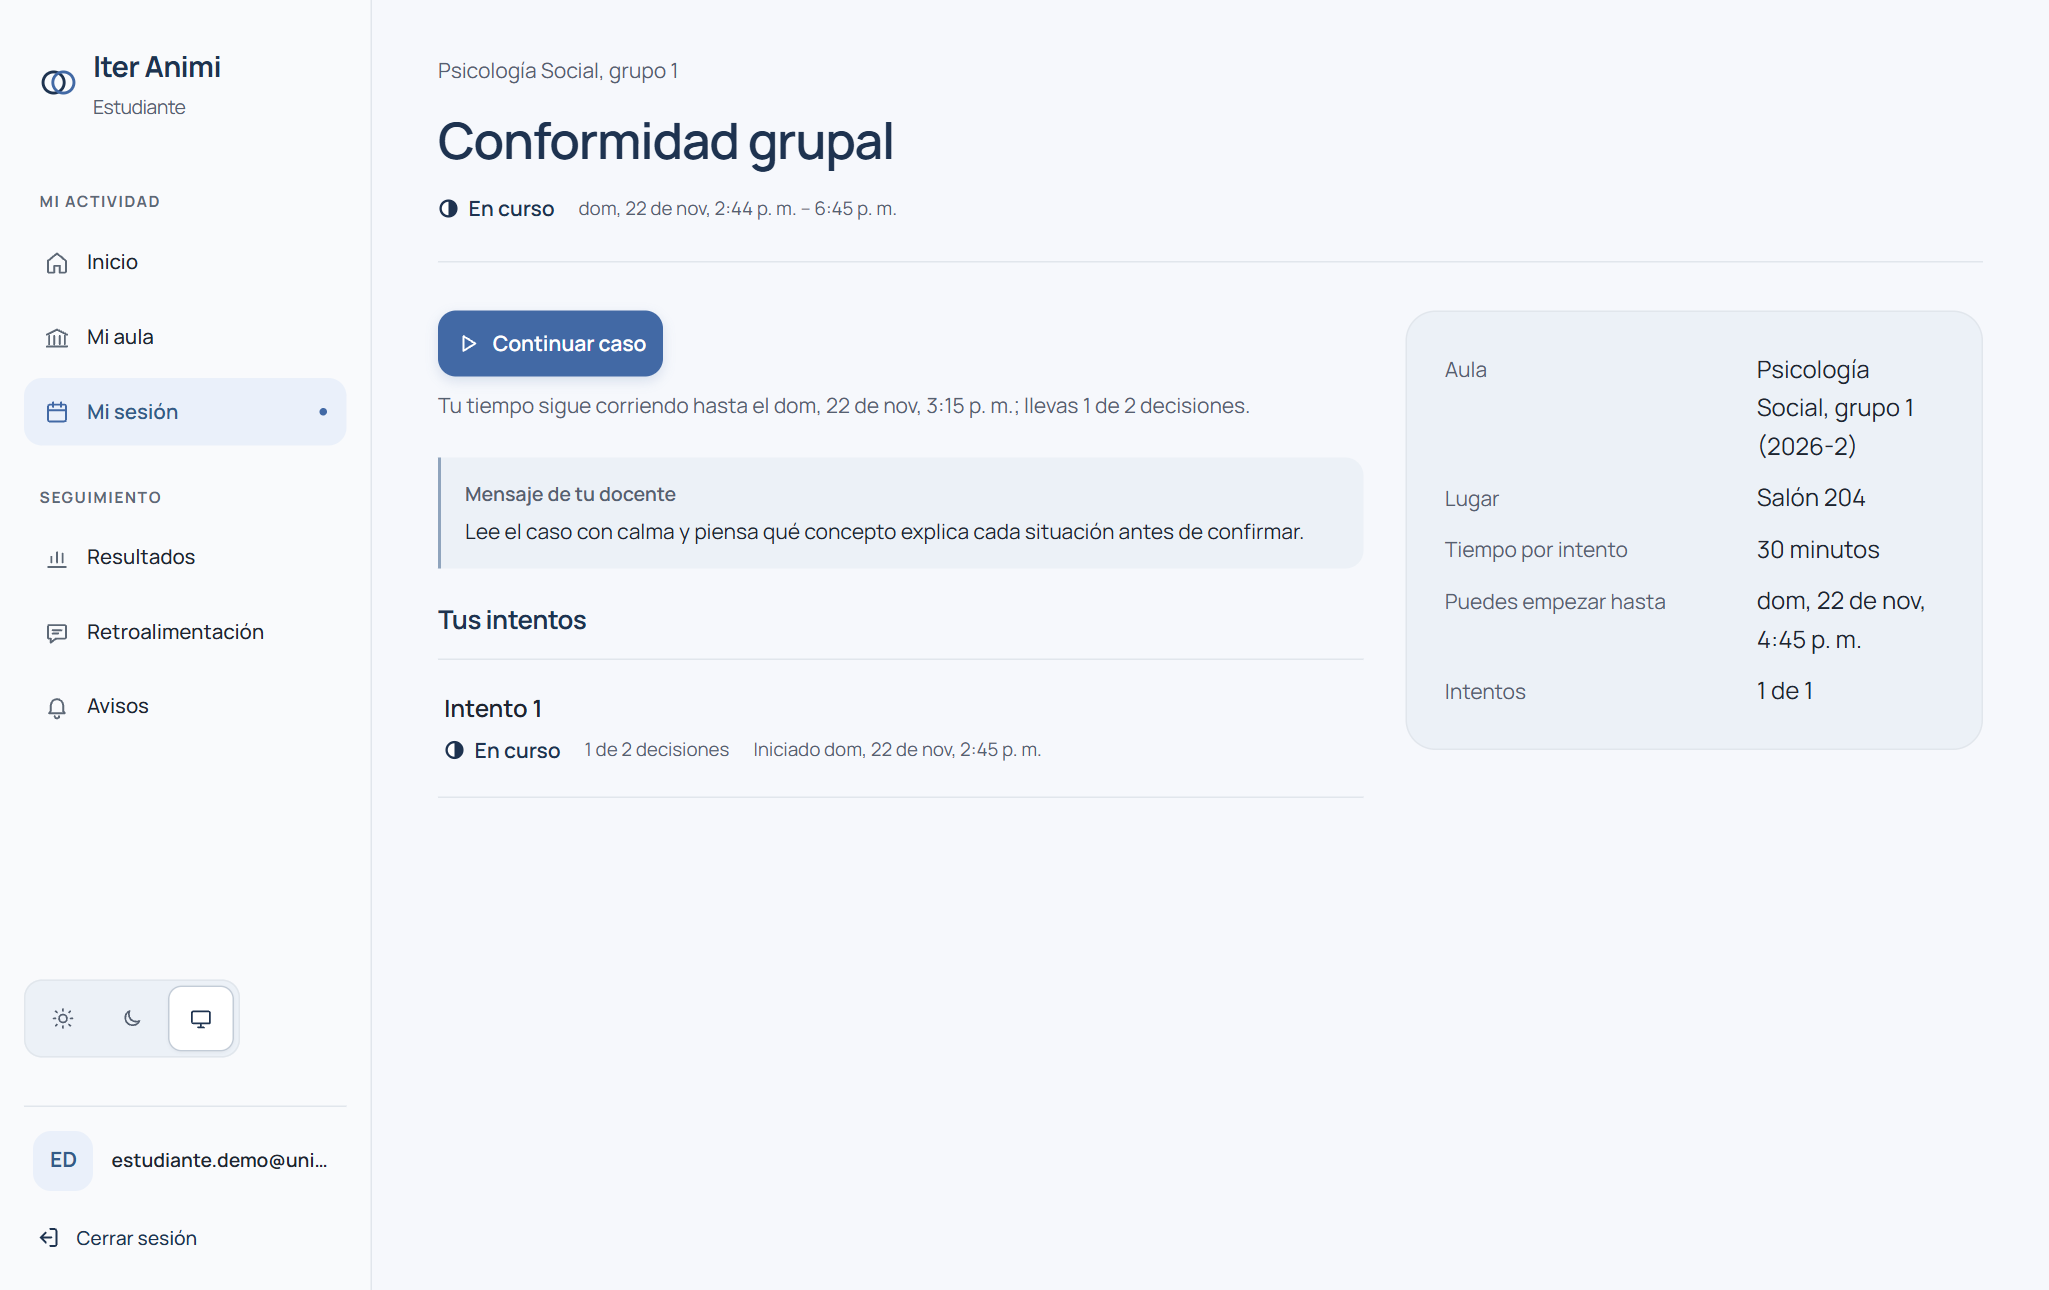 Iter Animi
Estudiante
MI ACTIVIDAD
Inicio
Mi aula
Mi sesión
SEGUIMIENTO
Resultados
Retroalimentación
Avisos
ED
estudiante.demo@uni...
Cerrar sesión
Psicología Social, grupo 1
Conformidad grupal
En curso dom, 22 de nov, 2:44 p. m. – 6:45 p. m.
Continuar caso
Tu tiempo sigue corriendo hasta el dom, 22 de nov, 3:15 p. m.; llevas 1 de 2 decisiones.
Mensaje de tu docente
Lee el caso con calma y piensa qué concepto explica cada situación antes de confirmar.
Tus intentos
Intento 1
En curso 1 de 2 decisiones Iniciado dom, 22 de nov, 2:45 p. m.
Aula Psicología
Social, grupo 1
(2026-2)
Lugar Salón 204
Tiempo por intento 30 minutos
Puedes empezar hasta dom, 22 de nov,
4:45 p. m.
Intentos 1 de 1